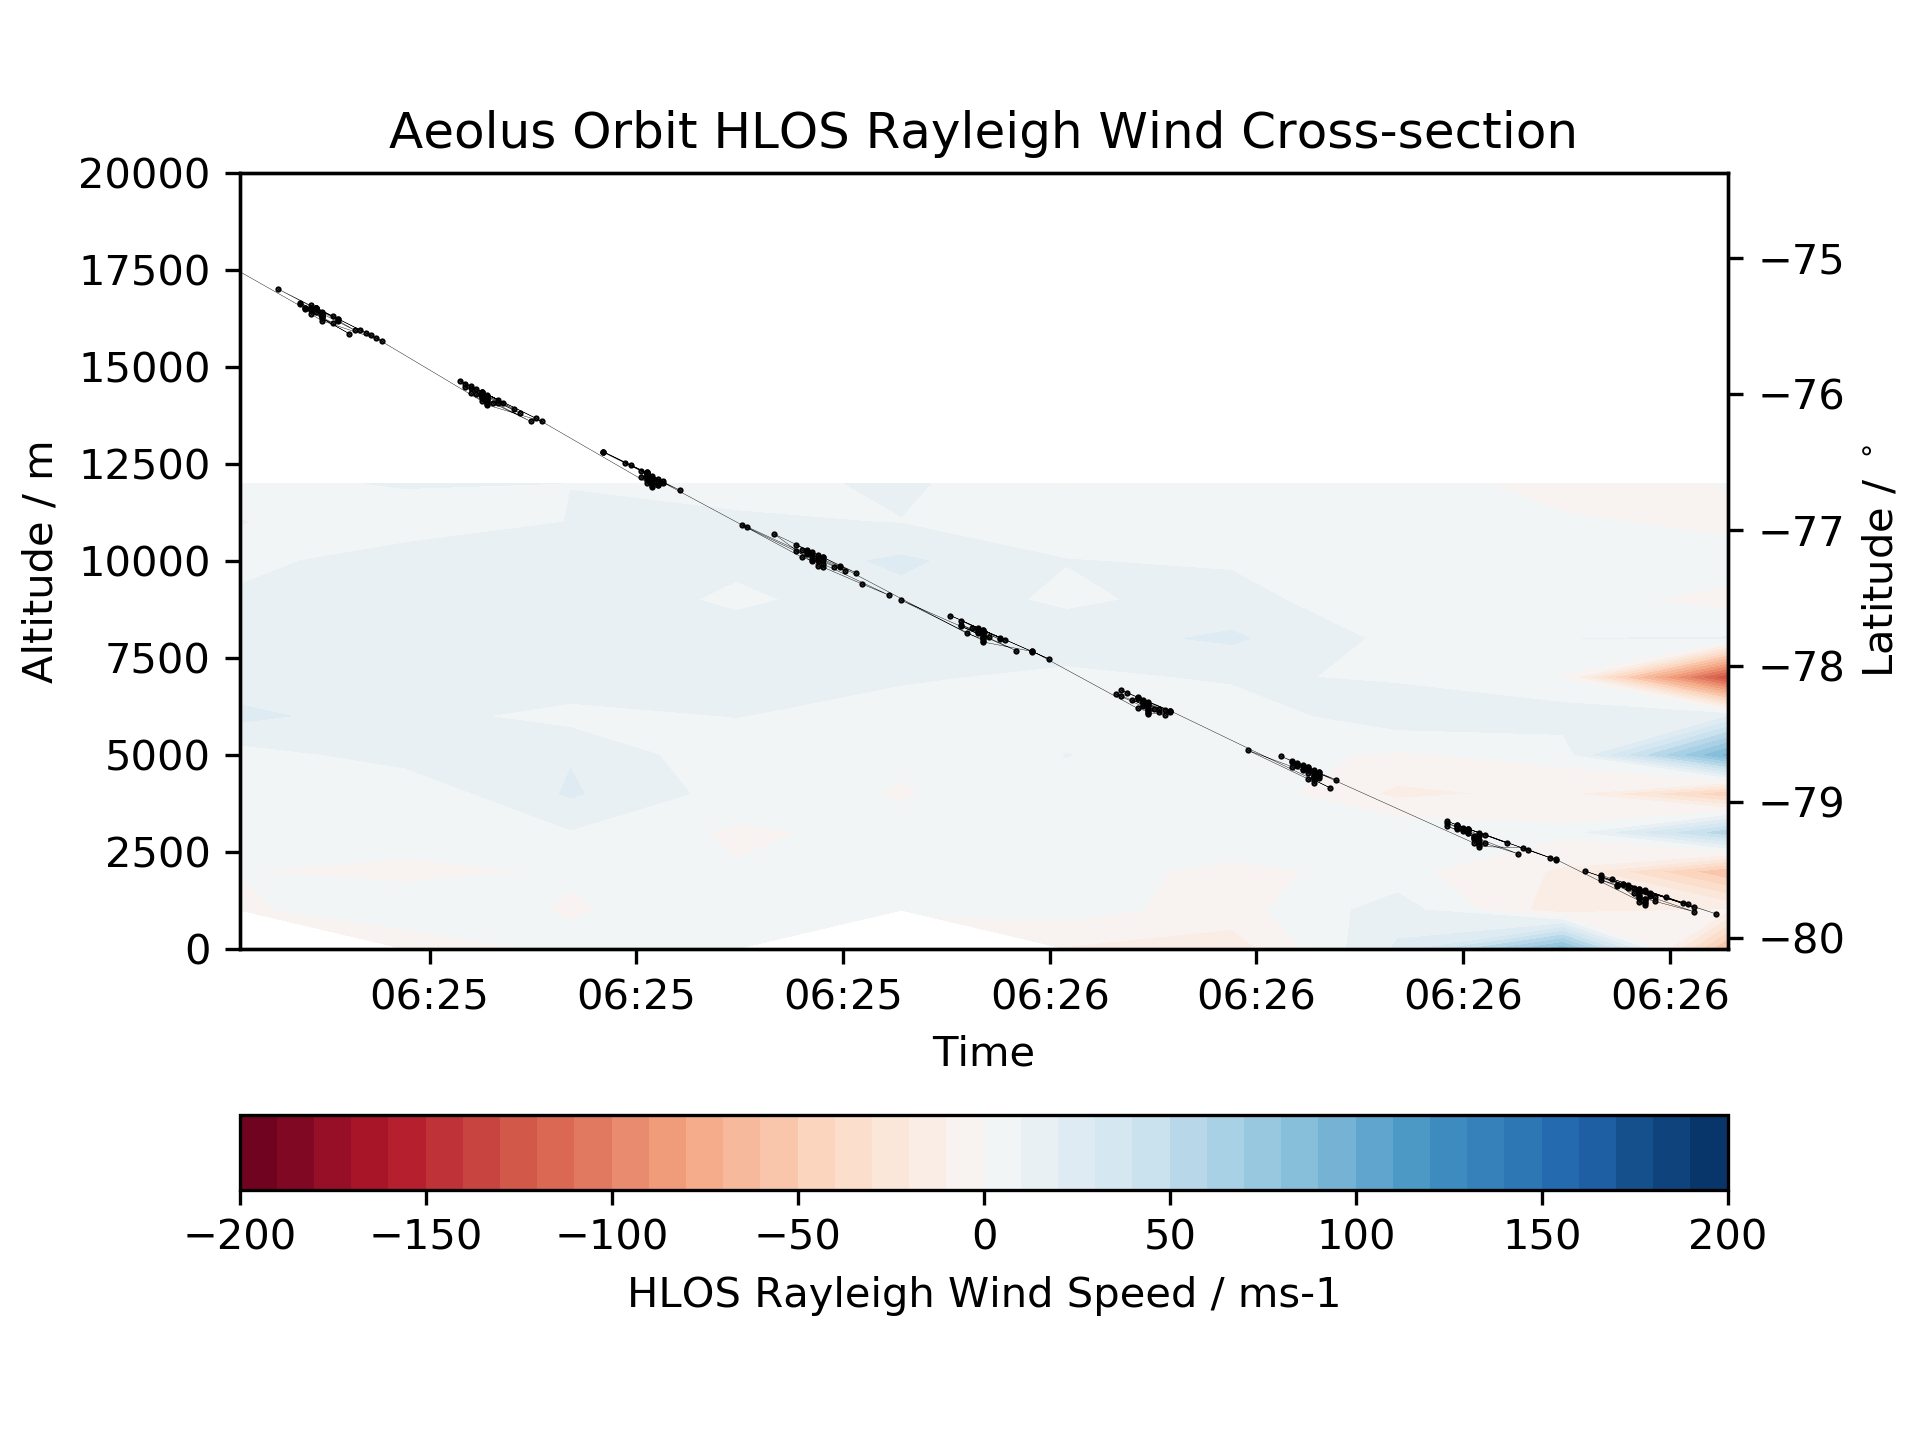 Aeolus Orbit HLOS Rayleigh Wind Cross-section
20000
17500
15000
12500
10000
7500
5000
2500
0
Altitude / m
−75
−76
−77
−78
−79
−80
Latitude / °
06:25 06:25 06:25 06:26 06:26 06:26 06:26
Time
−200 −150 −100 −50 0 50 100 150 200
HLOS Rayleigh Wind Speed / ms-1